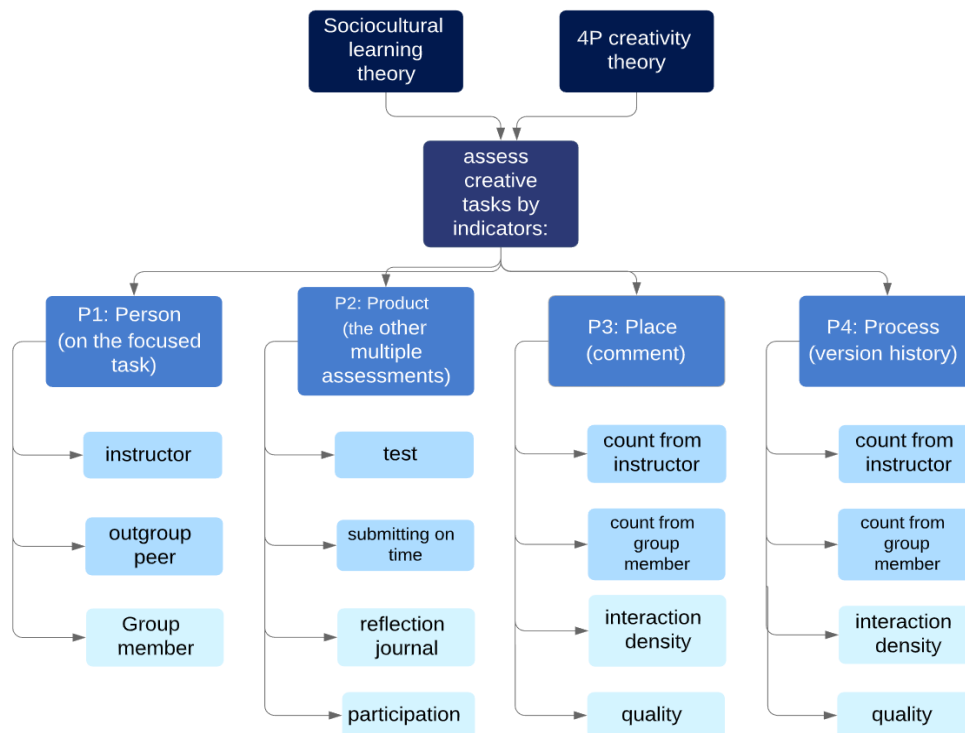 Sociocultural
learning
theory
4P creativity
theory
assess
creative
tasks by
indicators:
P1: Person
(on the focused
task)
P2: Product
(the other
multiple
assessments)
P3: Place
(comment)
P4: Process
(version history)
instructor
outgroup
peer
Group
member
test
submitting on
time
reflection
journal
participation
count from
instructor
count from
group
member
interaction
density
quality
count from
instructor
count from
group
member
interaction
density
quality